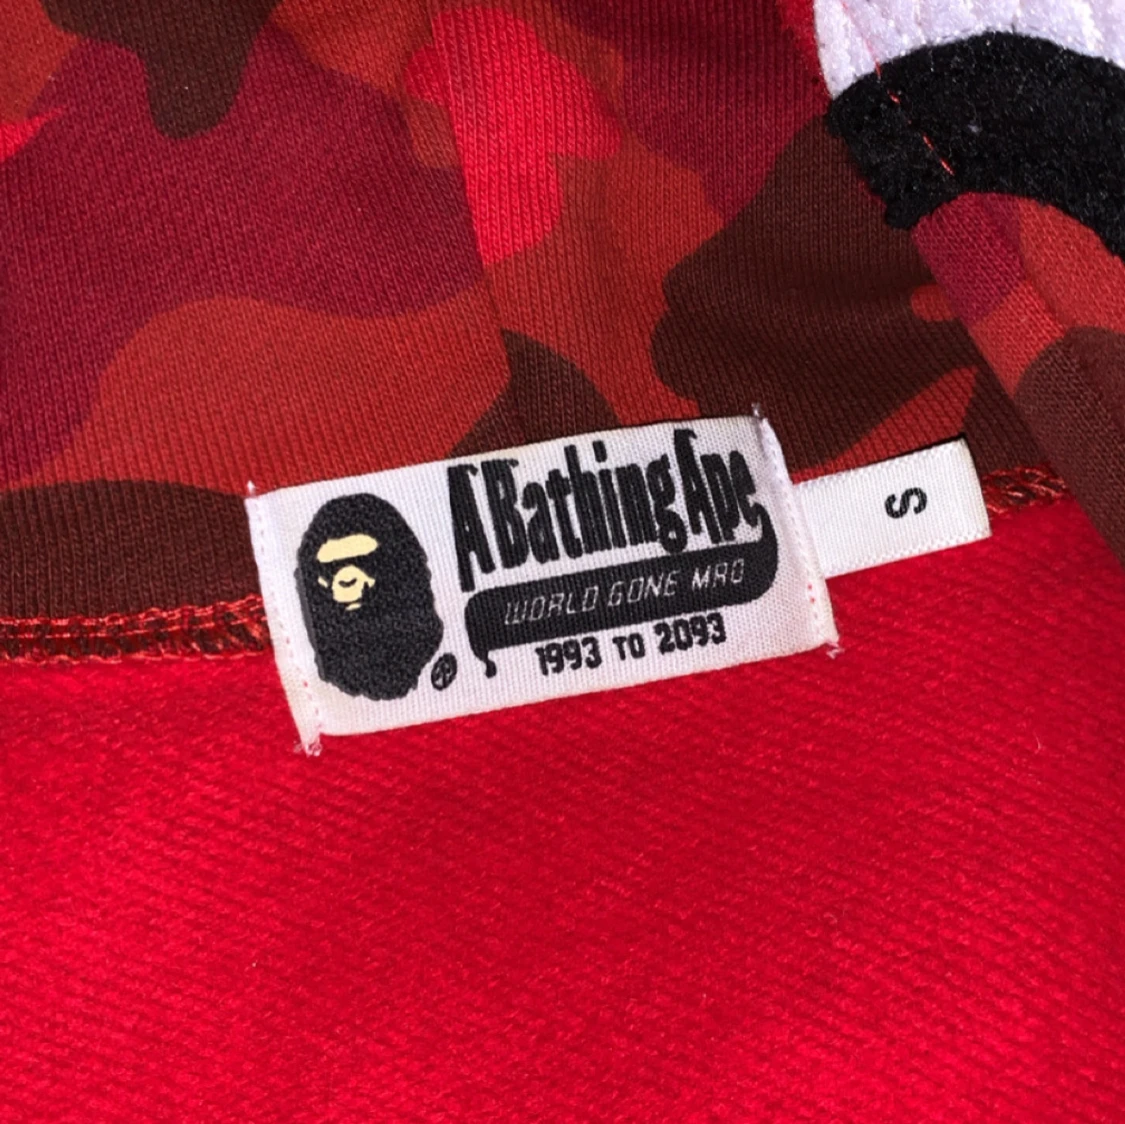 A Bathing Ape
WORLD GONE MAD
1993 TO 2093
S